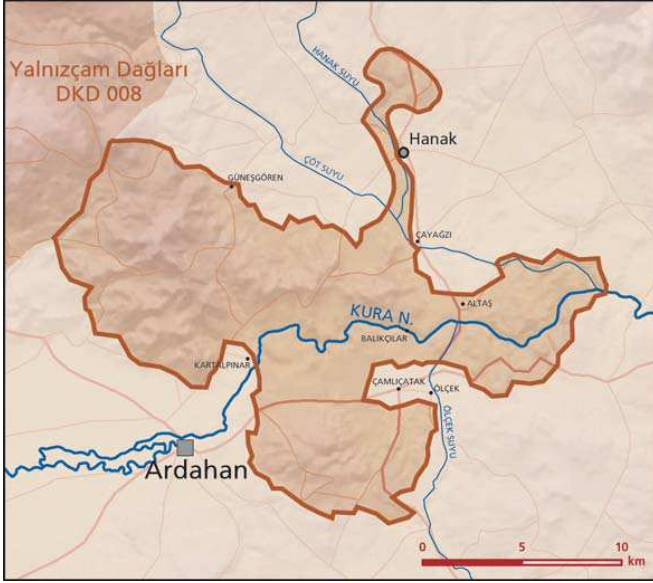 Yalnızçam Dağları
DKD 008
HANAK SUYU
Hanak
ÇOT SUYU
GÜNEŞGÖREN
ÇAYAĞZI
ALTAŞ
KURA N.
BALIKÇILAR
KARTALPINAR
ÇAMLIÇATAK
ÖLÇEK
ÖLÇEK SUYU
Ardahan
0 5 10
km